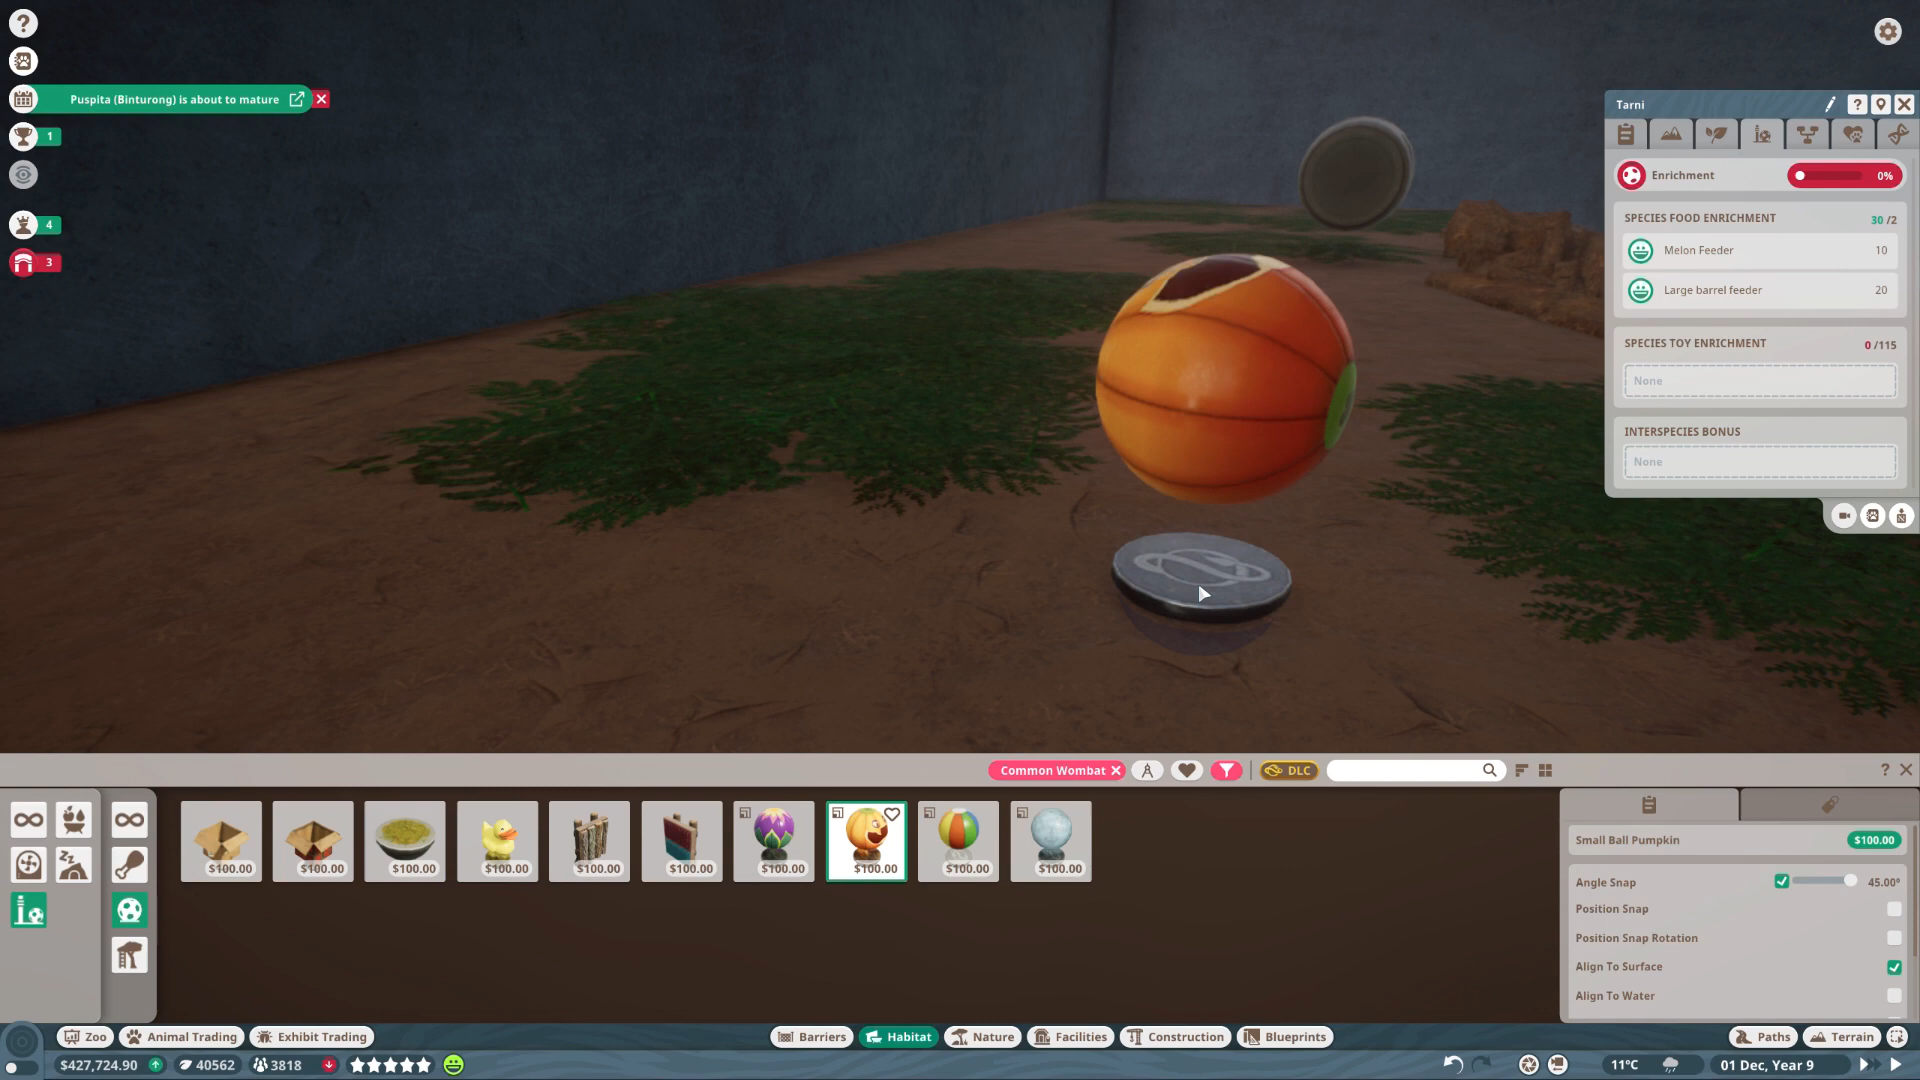 ?
Puspita (Binturong) is about to mature
1
4
3
Tarni
?
Enrichment
0%
SPECIES FOOD ENRICHMENT
30 /2
Melon Feeder
10
Large barrel feeder
20
SPECIES TOY ENRICHMENT
0 /115
None
INTERSPECIES BONUS
None
Common Wombat
DLC
?
$100.00
$100.00
$100.00
$100.00
$100.00
$100.00
$100.00
$100.00
$100.00
$100.00
Small Ball Pumpkin
$100.00
Angle Snap
45.00°
Position Snap
Position Snap Rotation
Align To Surface
Align To Water
Zoo
Animal Trading
Exhibit Trading
Barriers
Habitat
Nature
Facilities
Construction
Blueprints
Paths
Terrain
$427,724.90
40562
3818
11°C
01 Dec, Year 9